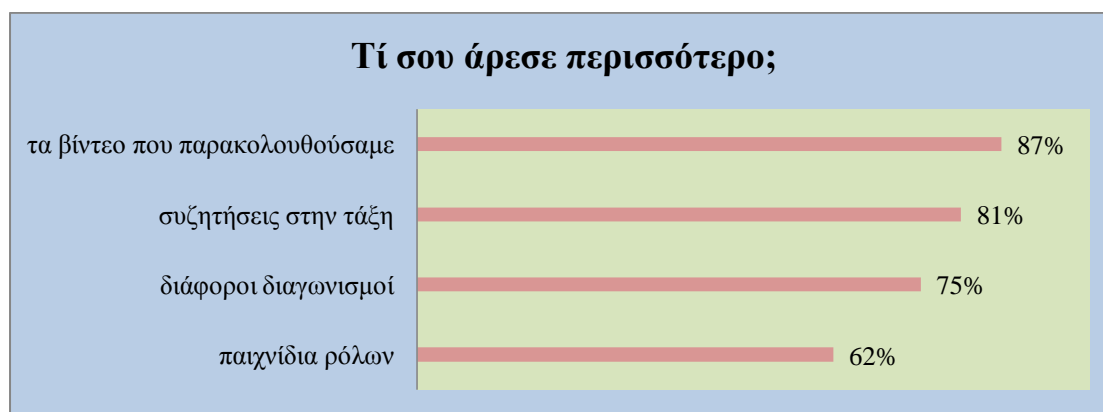 Τί σου άρεσε περισσότερο;
τα βίντεο που παρακολουθούσαμε 87%
συζητήσεις στην τάξη 81%
διάφοροι διαγωνισμοί 75%
παιχνίδια ρόλων 62%